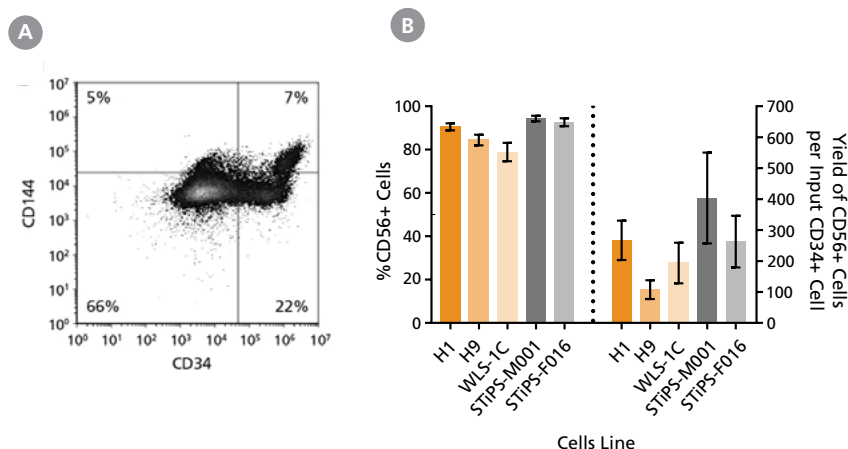 A
10⁷
10⁶
10⁵
10⁴
10³
10²
10¹
10⁰
CD144
5%
7%
66%
22%
10⁰ 10¹ 10² 10³ 10⁴ 10⁵ 10⁶ 10⁷
CD34
B
%CD56+ Cells
100
80
60
40
20
0
700
600
500
400
300
200
100
0
Yield of CD56+ Cells
per Input CD34+ Cell
H1
H9
WLS-1C
STiPS-M001
STiPS-F016
H1
H9
WLS-1C
STiPS-M001
STiPS-F016
Cells Line